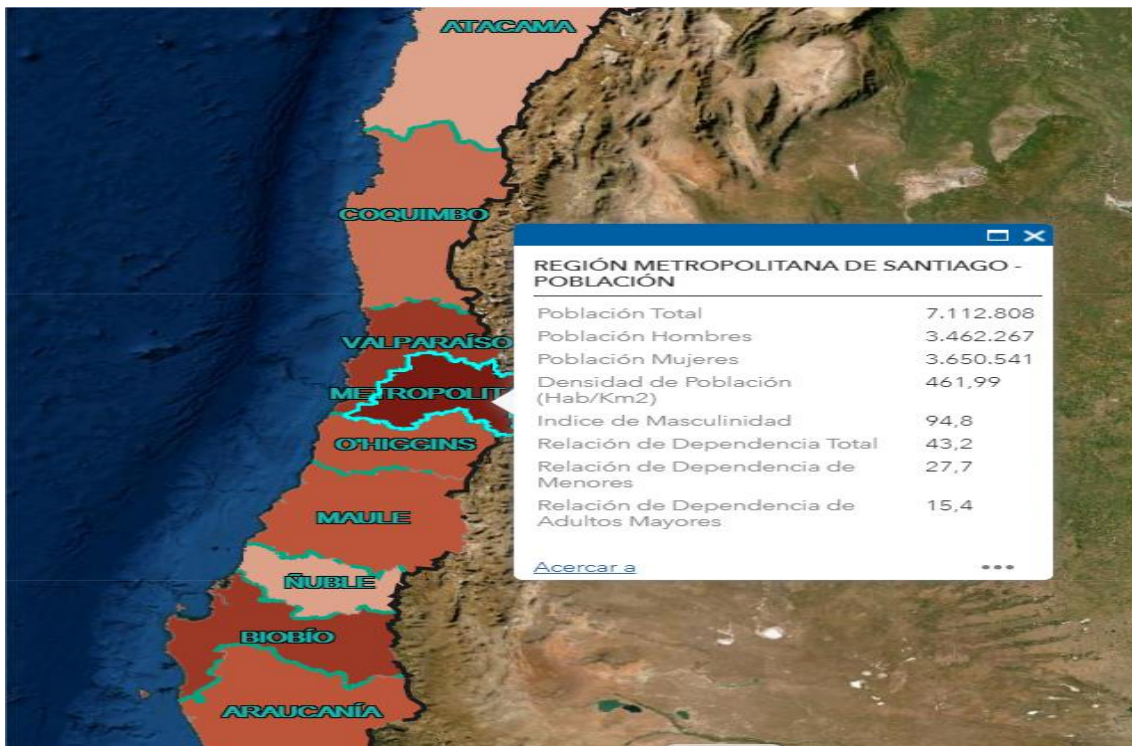 ATACAMA
COQUIMBO
VALPARAÍSO
METROPOLIT
O'HIGGINS
MAULE
ÑUBLE
BIOBÍO
ARAUCANÍA
REGIÓN METROPOLITANA DE SANTIAGO -
POBLACIÓN
Población Total 7.112.808
Población Hombres 3.462.267
Población Mujeres 3.650.541
Densidad de Población 461,99
(Hab/Km2)
Indice de Masculinidad 94,8
Relación de Dependencia Total 43,2
Relación de Dependencia de 27,7
Menores
Relación de Dependencia de 15,4
Adultos Mayores
Acercar a